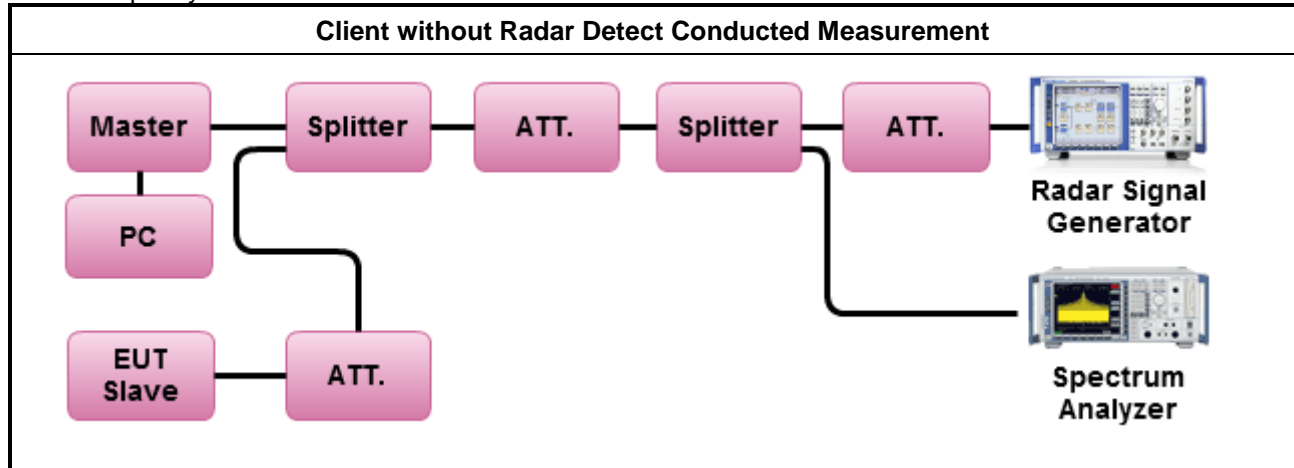 Client without Radar Detect Conducted Measurement
Master
Splitter
ATT.
Splitter
ATT.
Radar Signal
Generator
PC
EUT
Slave
ATT.
Spectrum
Analyzer